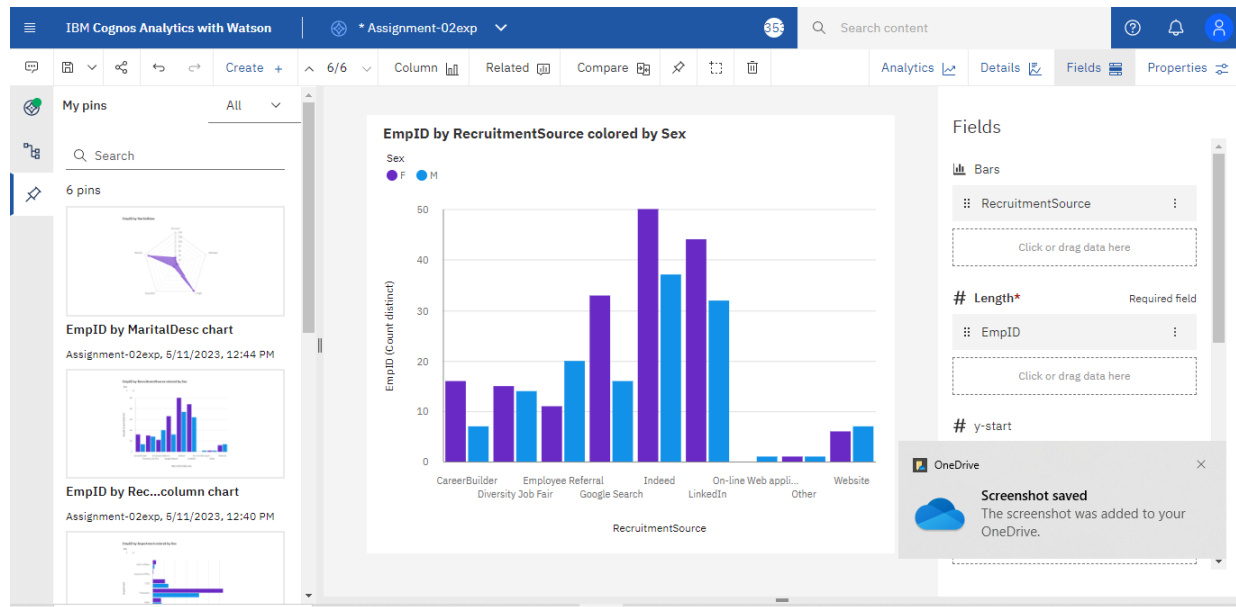 IBM Cognos Analytics with Watson
* Assignment-02exp
353
Search content
Create +
6/6
Column
Related
Compare
Analytics
Details
Fields
Properties
My pins
All
Search
6 pins
EmpID by MaritalDesc chart
Assignment-02exp, 5/11/2023, 12:44 PM
EmpID by Rec...column chart
Assignment-02exp, 5/11/2023, 12:40 PM
EmpID by RecruitmentSource colored by Sex
Sex
F M
50
40
30
20
10
0
EmpID (Count distinct)
CareerBuilder
Diversity Job Fair
Employee Referral
Google Search
Indeed
LinkedIn
On-line Web appli...
Other
Website
RecruitmentSource
Fields
Bars
RecruitmentSource
Click or drag data here
# Length*
Required field
EmpID
Click or drag data here
# y-start
OneDrive
Screenshot saved
The screenshot was added to your
OneDrive.